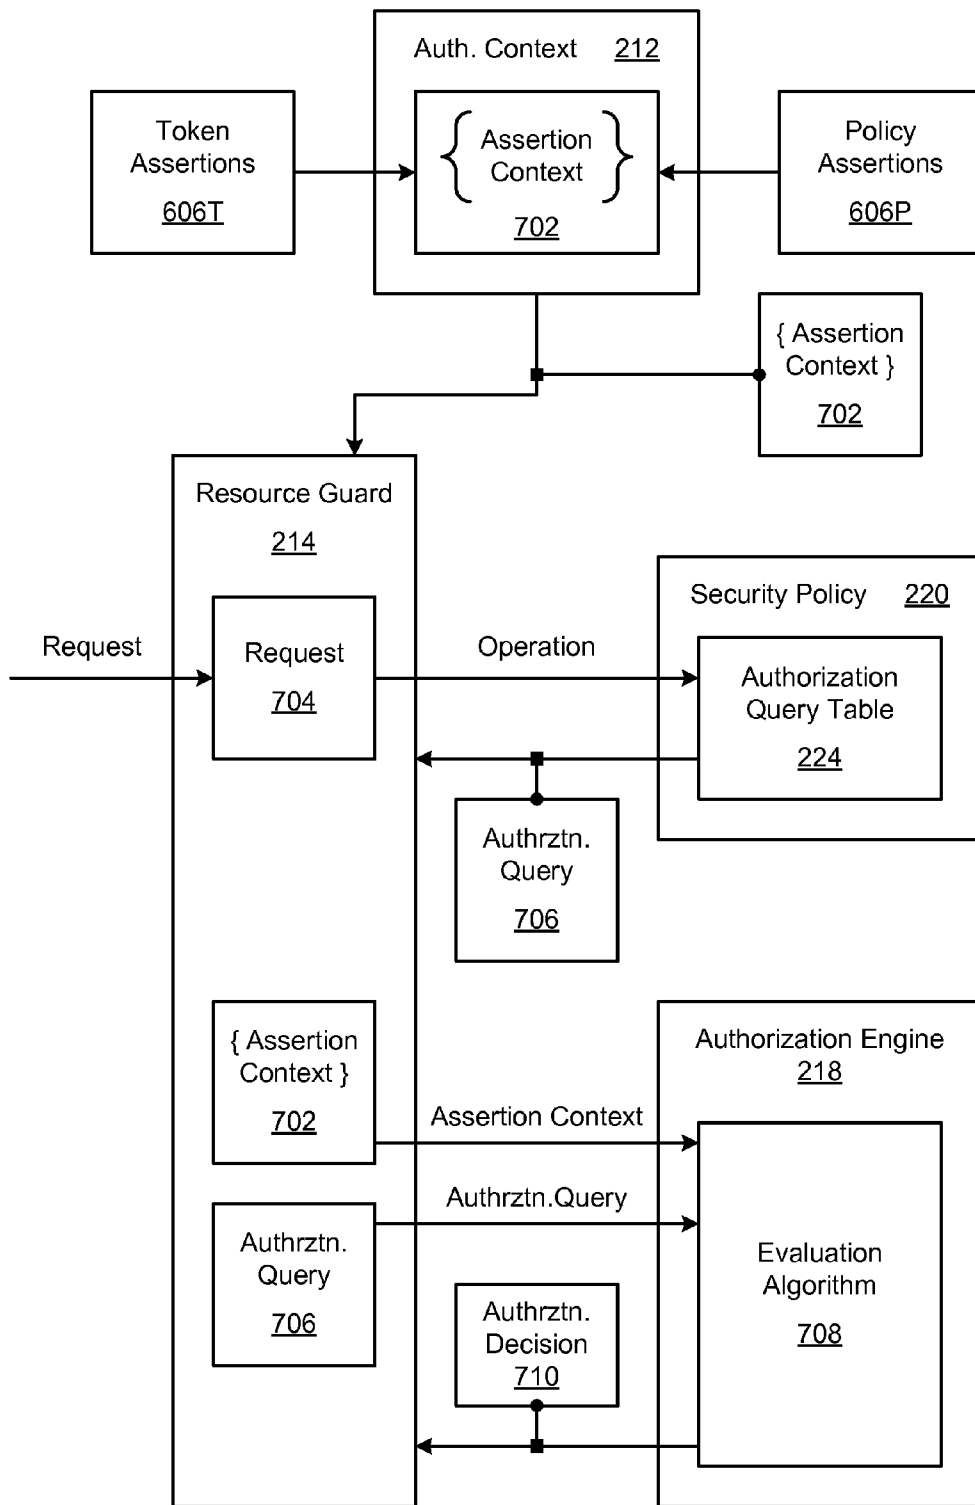 Auth. Context 212
Token
Assertions
606T
{ Assertion
Context }
702
Policy
Assertions
606P
{ Assertion
Context }
702
Resource Guard
214
Request
Request
704
Operation
Security Policy 220
Authorization
Query Table
224
Authrztn.
Query
706
{ Assertion
Context }
702
Assertion Context
Authorization Engine
218
Authrztn.Query
Authrztn.
Query
706
Evaluation
Algorithm
708
Authrztn.
Decision
710